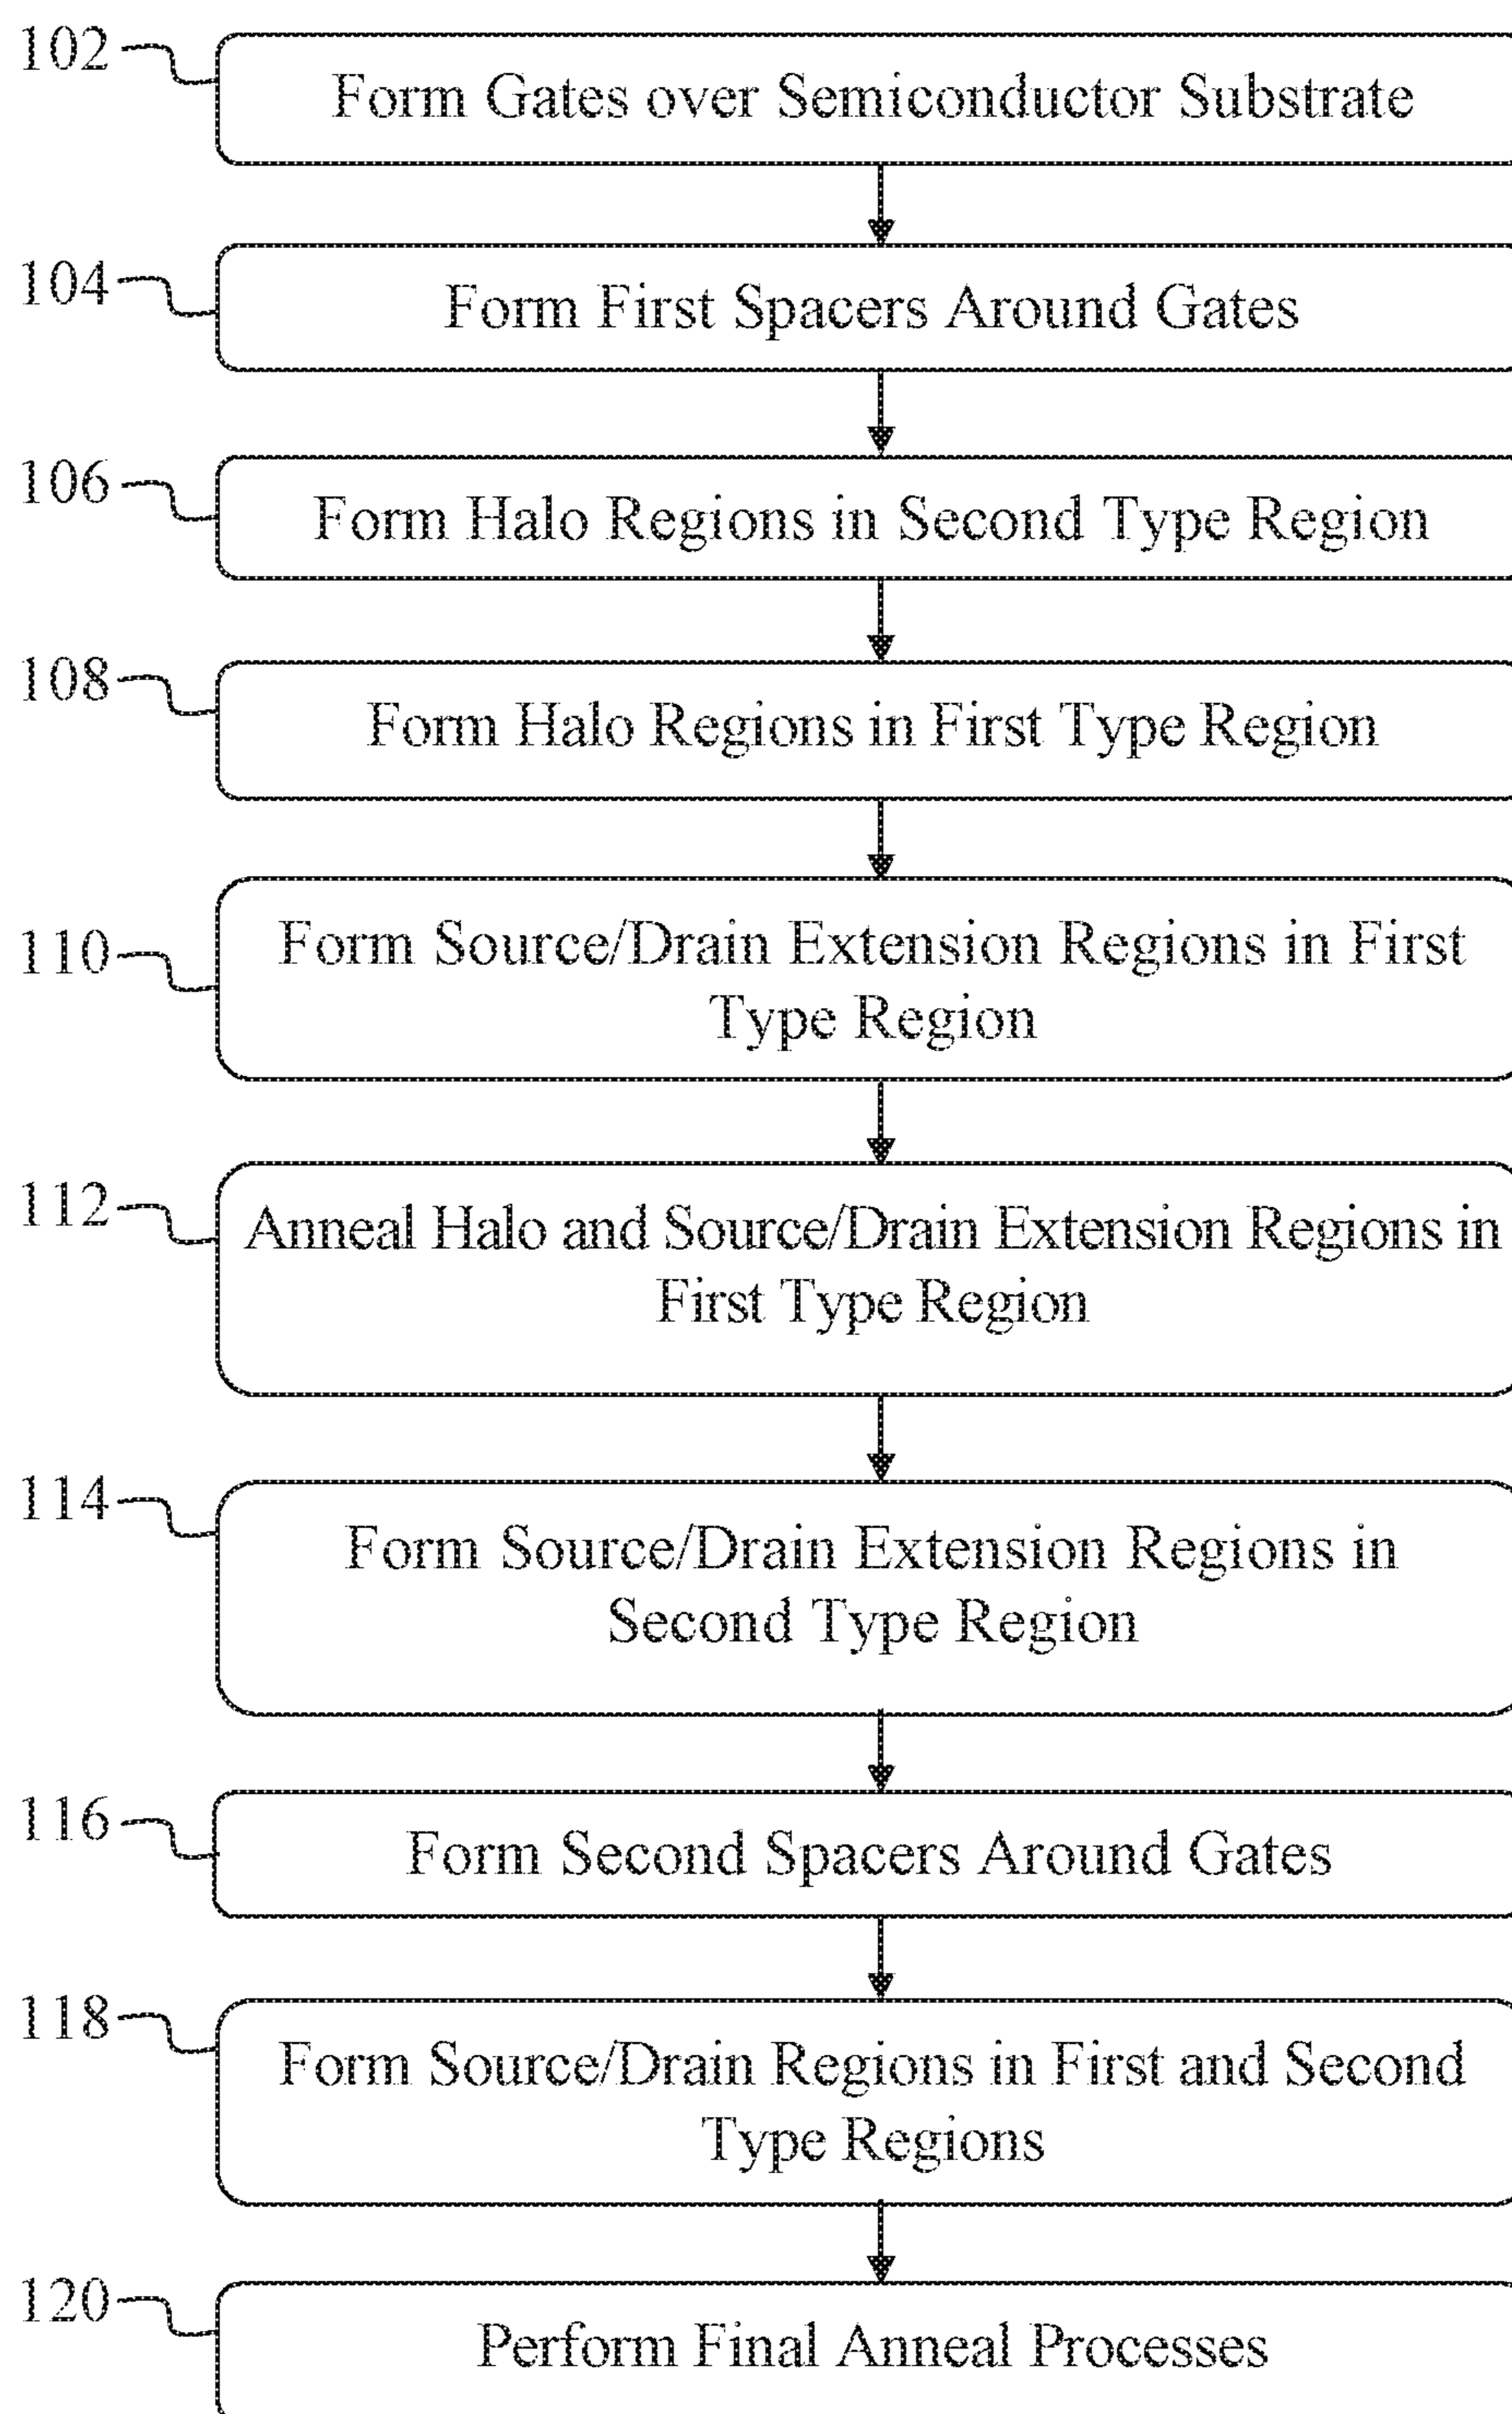 102
Form Gates over Semiconductor Substrate
104
Form First Spacers Around Gates
106
Form Halo Regions in Second Type Region
108
Form Halo Regions in First Type Region
110
Form Source/Drain Extension Regions in First
Type Region
112
Anneal Halo and Source/Drain Extension Regions in
First Type Region
114
Form Source/Drain Extension Regions in
Second Type Region
116
Form Second Spacers Around Gates
118
Form Source/Drain Regions in First and Second
Type Regions
120
Perform Final Anneal Processes